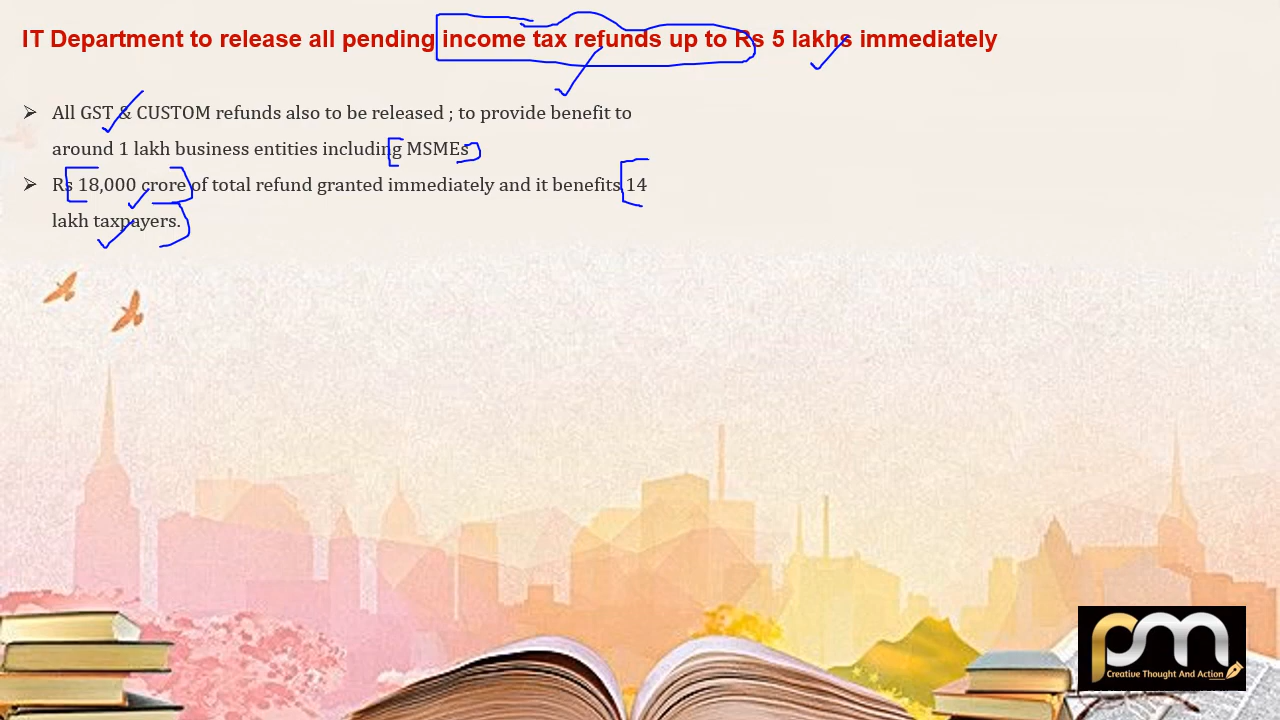 IT Department to release all pending income tax refunds up to Rs 5 lakhs immediately
➢ All GST & CUSTOM refunds also to be released ; to provide benefit to
around 1 lakh business entities including MSMEs
➢ Rs 18,000 crore of total refund granted immediately and it benefits 14
lakh taxpayers.
pm
Creative Thought And Action